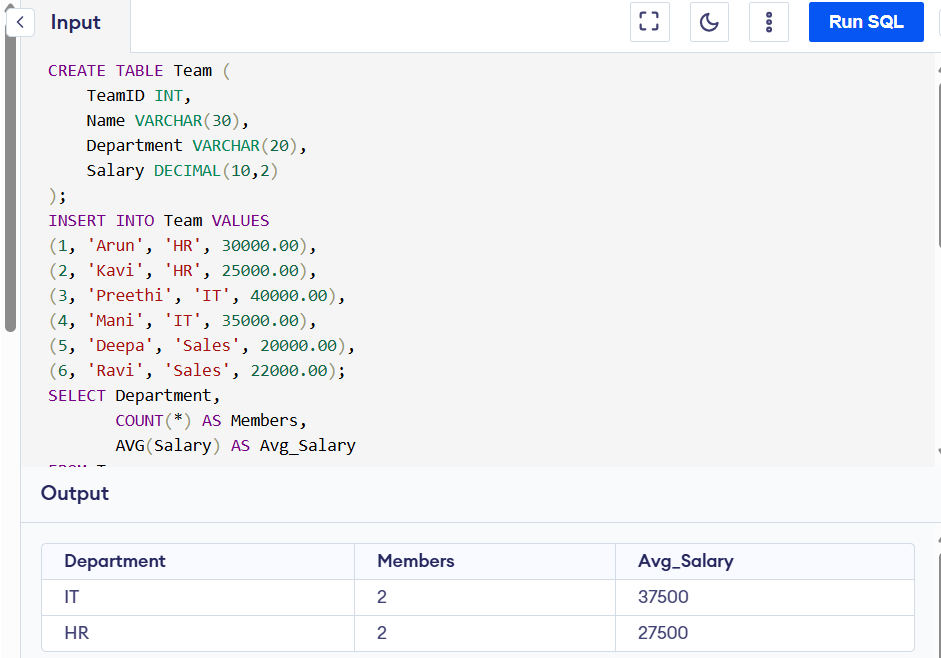 Input
Run SQL
CREATE TABLE Team (
    TeamID INT,
    Name VARCHAR(30),
    Department VARCHAR(20),
    Salary DECIMAL(10,2)
);
INSERT INTO Team VALUES
(1, 'Arun', 'HR', 30000.00),
(2, 'Kavi', 'HR', 25000.00),
(3, 'Preethi', 'IT', 40000.00),
(4, 'Mani', 'IT', 35000.00),
(5, 'Deepa', 'Sales', 20000.00),
(6, 'Ravi', 'Sales', 22000.00);
SELECT Department,
       COUNT(*) AS Members,
       AVG(Salary) AS Avg_Salary
Output
Department Members Avg_Salary
IT 2 37500
HR 2 27500